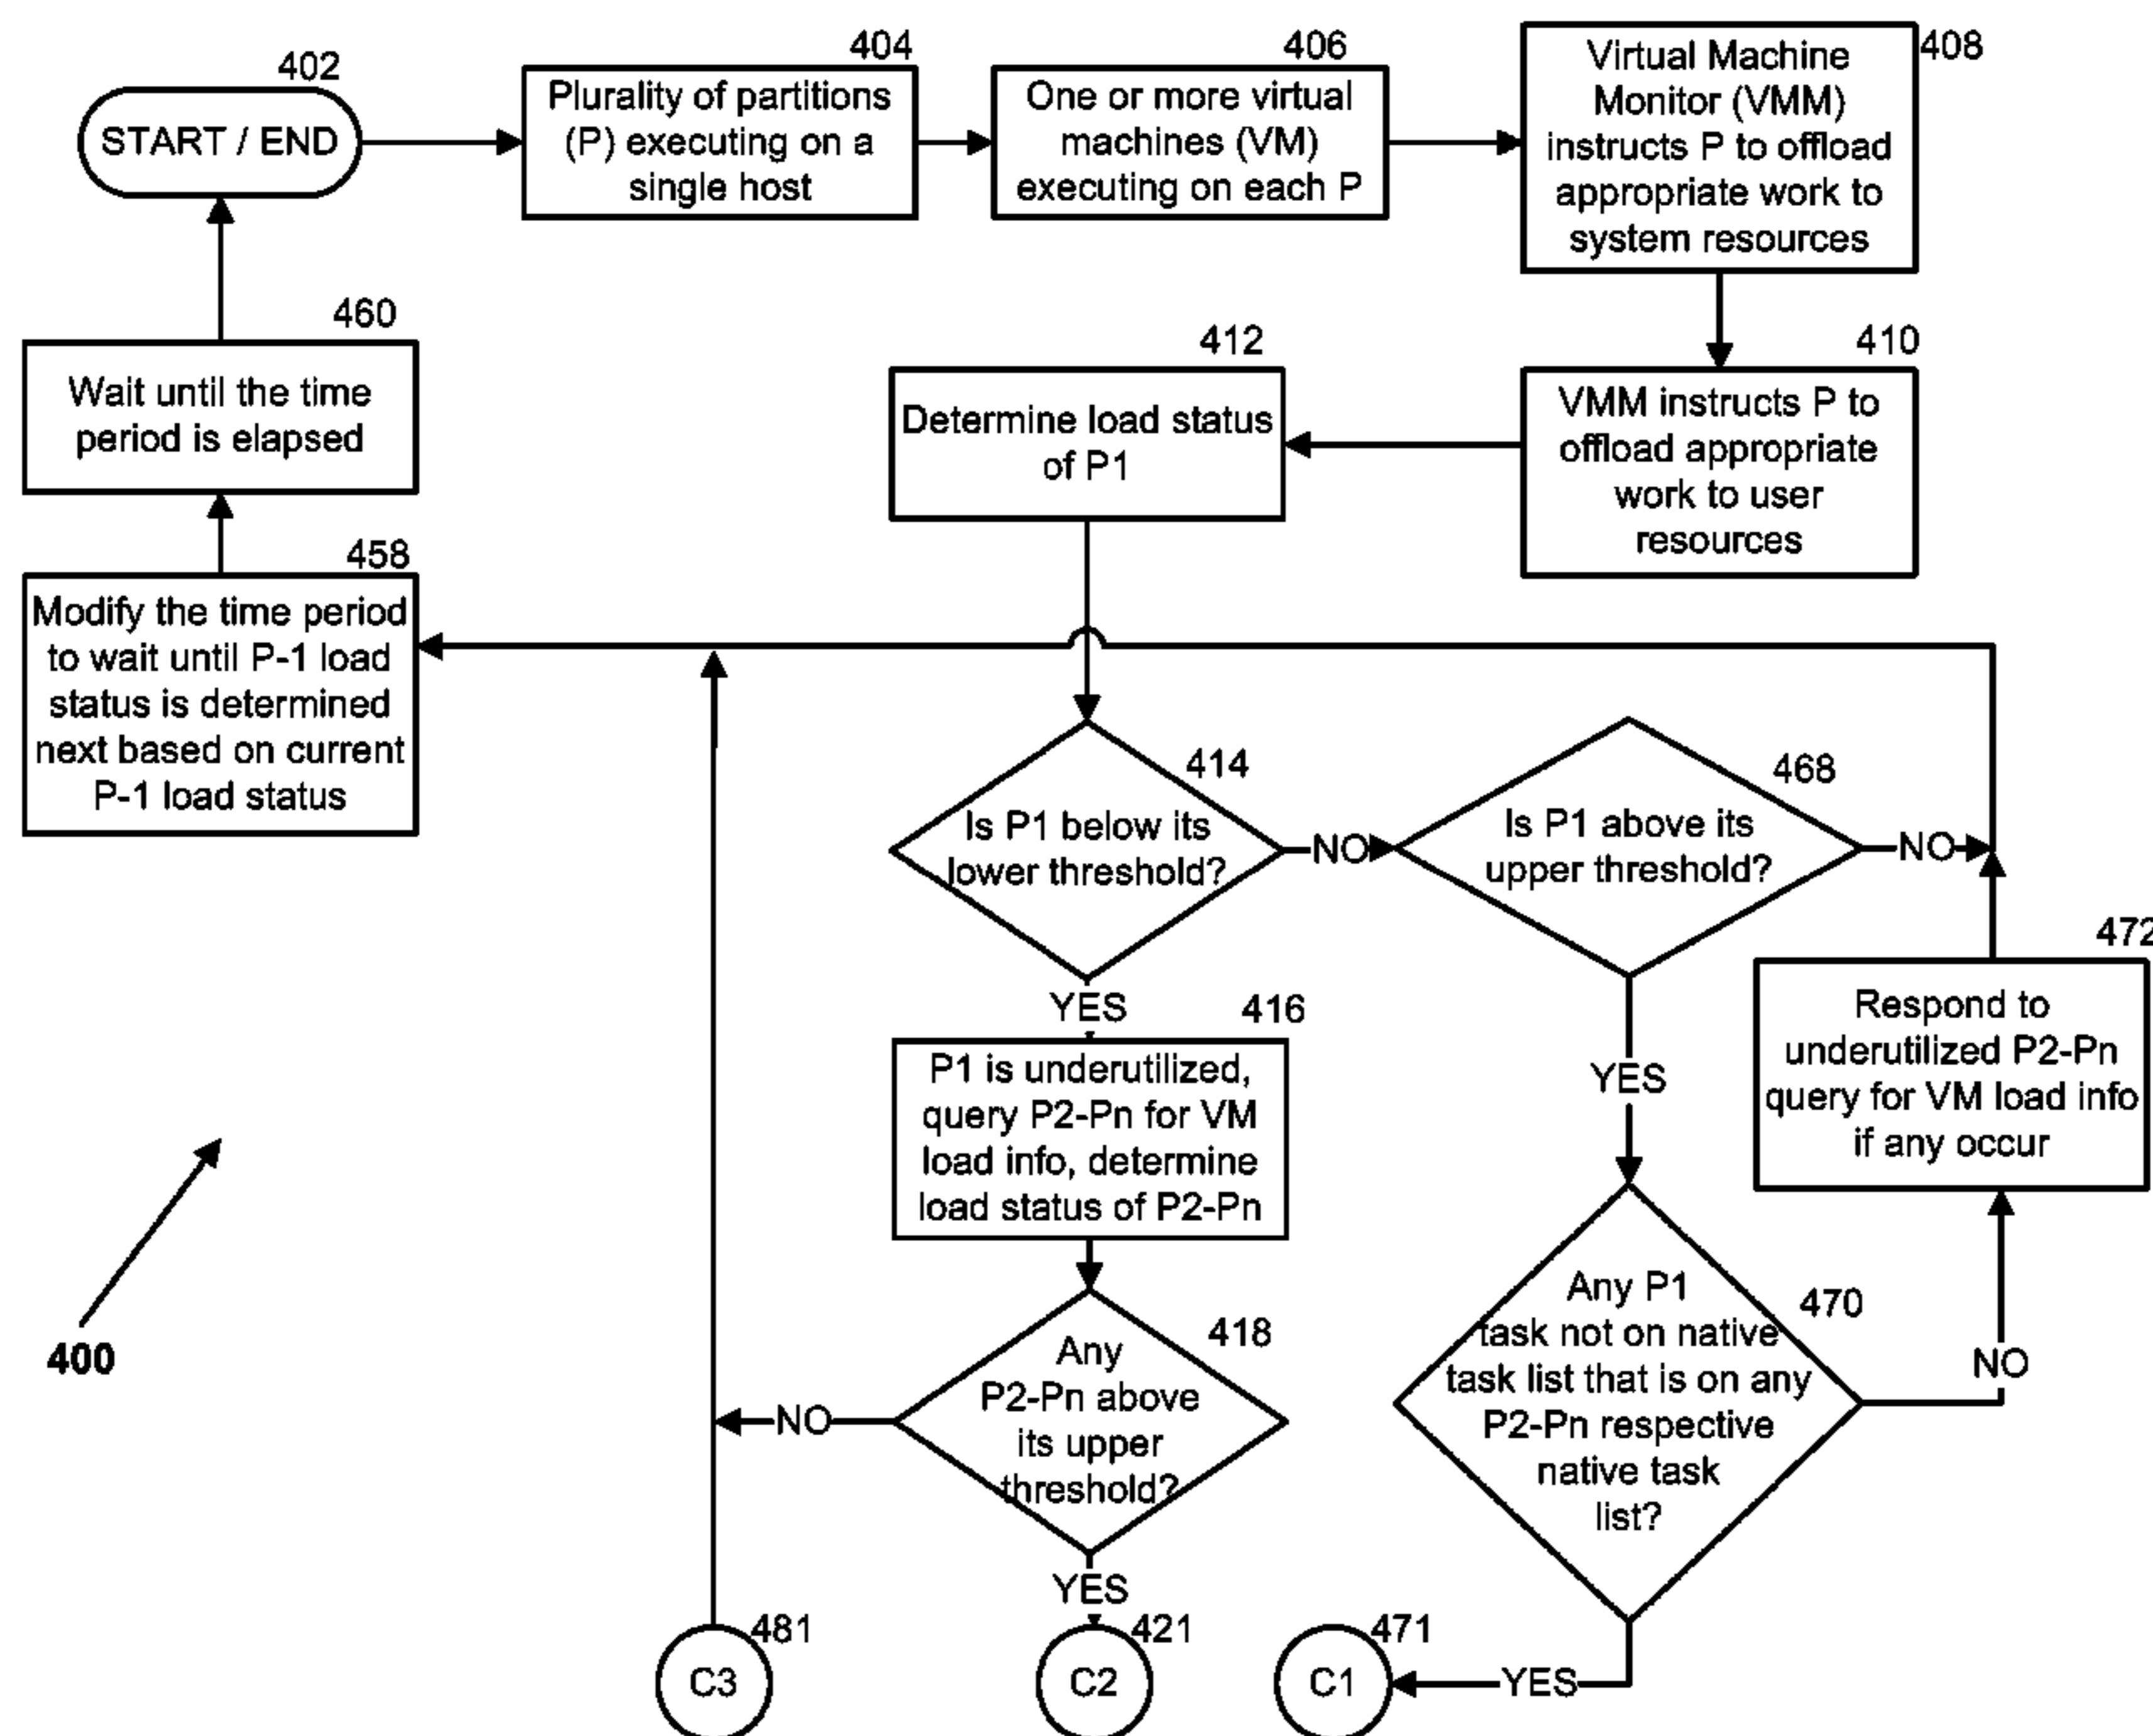 402
START / END
404
Plurality of partitions
(P) executing on a
single host
406
One or more virtual
machines (VM)
executing on each P
408
Virtual Machine
Monitor (VMM)
instructs P to offload
appropriate work to
system resources
410
VMM instructs P to
offload appropriate
work to user
resources
412
Determine load status
of P1
460
Wait until the time
period is elapsed
458
Modify the time period
to wait until P-1 load
status is determined
next based on current
P-1 load status
414
Is P1 below its
lower threshold?
NO
468
Is P1 above its
upper threshold?
NO
472
Respond to
underutilized P2-Pn
query for VM load info
if any occur
YES
416
P1 is underutilized,
query P2-Pn for VM
load info, determine
load status of P2-Pn
YES
470
Any P1
task not on native
task list that is on any
P2-Pn respective
native task
list?
NO
418
Any
P2-Pn above
its upper
threshold?
NO
YES
400
481
C3
421
C2
471
C1
YES